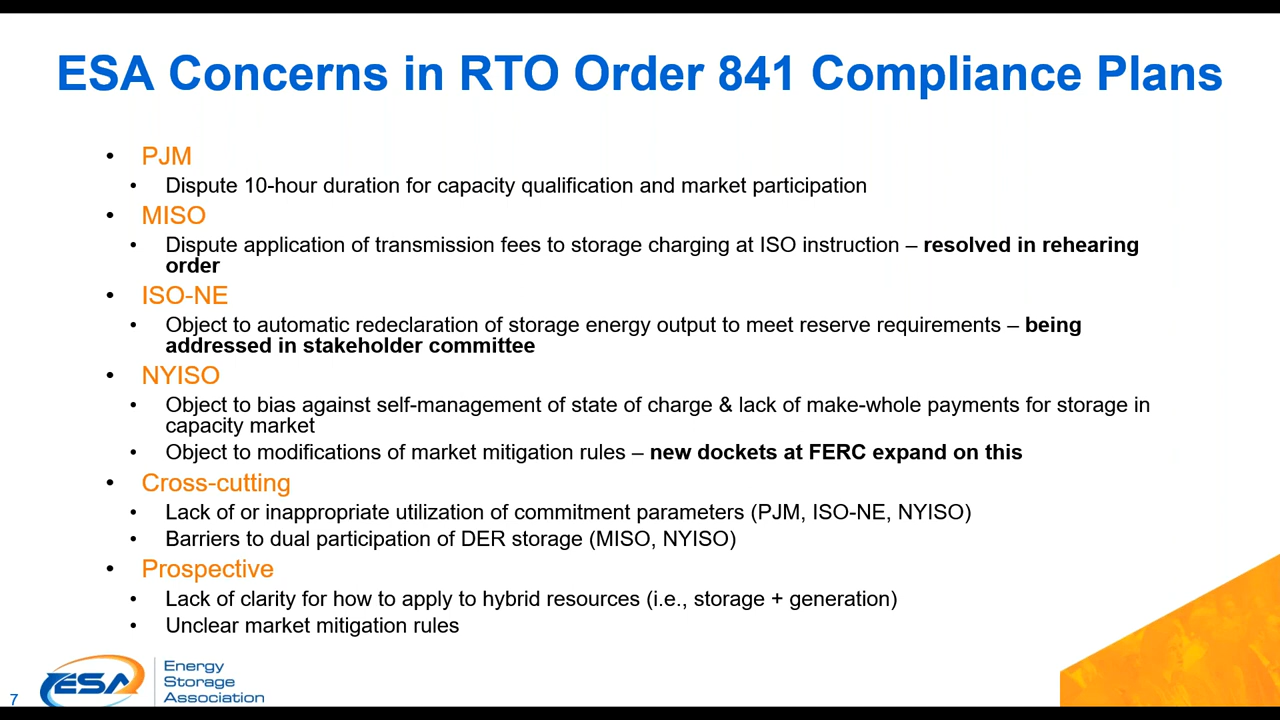 ESA Concerns in RTO Order 841 Compliance Plans
• PJM
• Dispute 10-hour duration for capacity qualification and market participation
• MISO
• Dispute application of transmission fees to storage charging at ISO instruction – resolved in rehearing
order
• ISO-NE
• Object to automatic redeclaration of storage energy output to meet reserve requirements – being
addressed in stakeholder committee
• NYISO
• Object to bias against self-management of state of charge & lack of make-whole payments for storage in
capacity market
• Object to modifications of market mitigation rules – new dockets at FERC expand on this
• Cross-cutting
• Lack of or inappropriate utilization of commitment parameters (PJM, ISO-NE, NYISO)
• Barriers to dual participation of DER storage (MISO, NYISO)
• Prospective
• Lack of clarity for how to apply to hybrid resources (i.e., storage + generation)
• Unclear market mitigation rules
7
ESA
Energy
Storage
Association